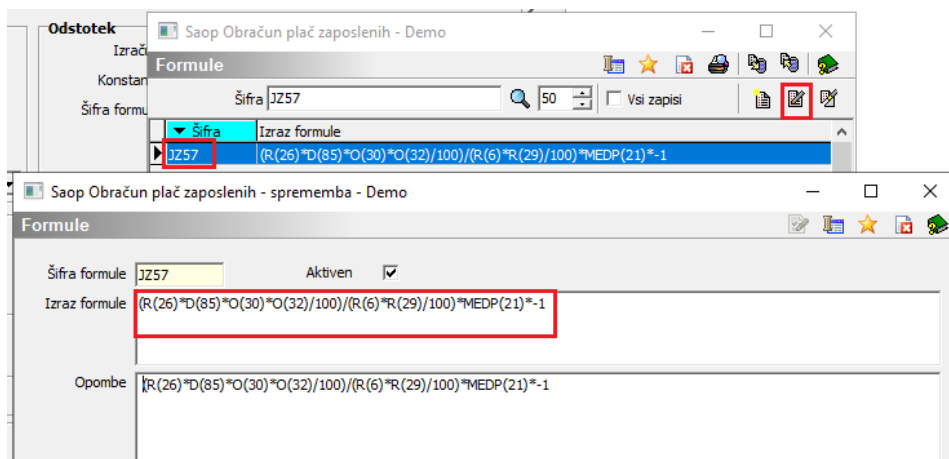 Odstotek
Izrač
Konstan
Šifra formu
Saop Obračun plač zaposlenih - Demo
Formule
Šifra JZ57 50 Vsi zapisi
Šifra Izraz formule
JZ57 (R(26)*D(85)*O(30)*O(32)/100)/(R(6)*R(29)/100)*MEDP(21)*-1
Saop Obračun plač zaposlenih - sprememba - Demo
Formule
Šifra formule JZ57 Aktiven
Izraz formule (R(26)*D(85)*O(30)*O(32)/100)/(R(6)*R(29)/100)*MEDP(21)*-1
Opombe (R(26)*D(85)*O(30)*O(32)/100)/(R(6)*R(29)/100)*MEDP(21)*-1